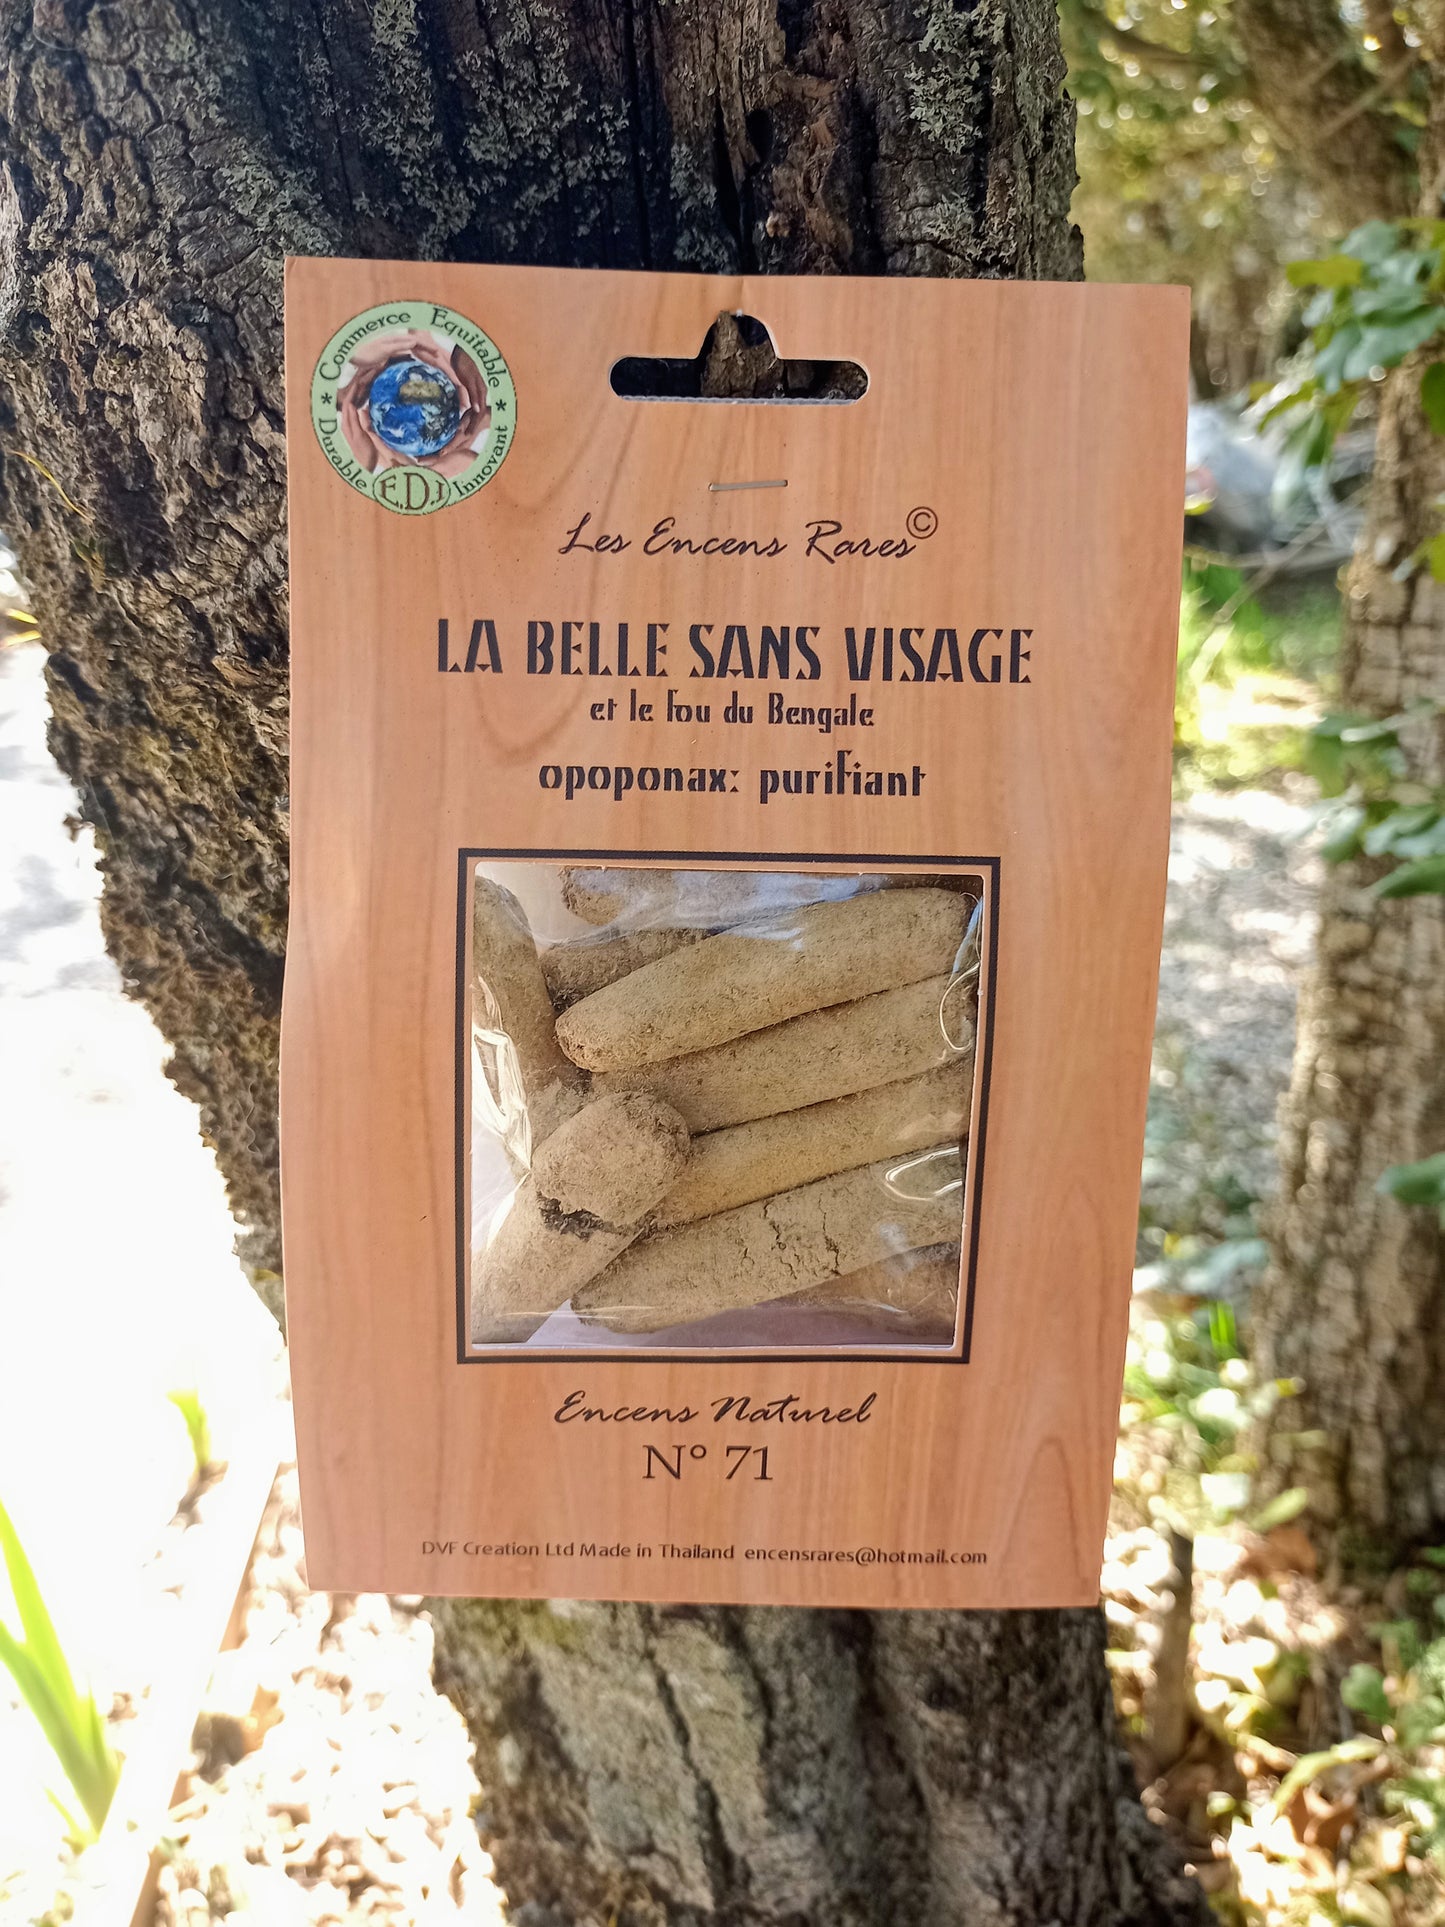 Commerce Equitable
* Durable E.D.I Innovant *
Les Encens Rares©
LA BELLE SANS VISAGE
et le fou du Bengale
opoponax: purifiant
Encens Naturel
N° 71
DVF Creation Ltd Made in Thailand encensrares@hotmail.com